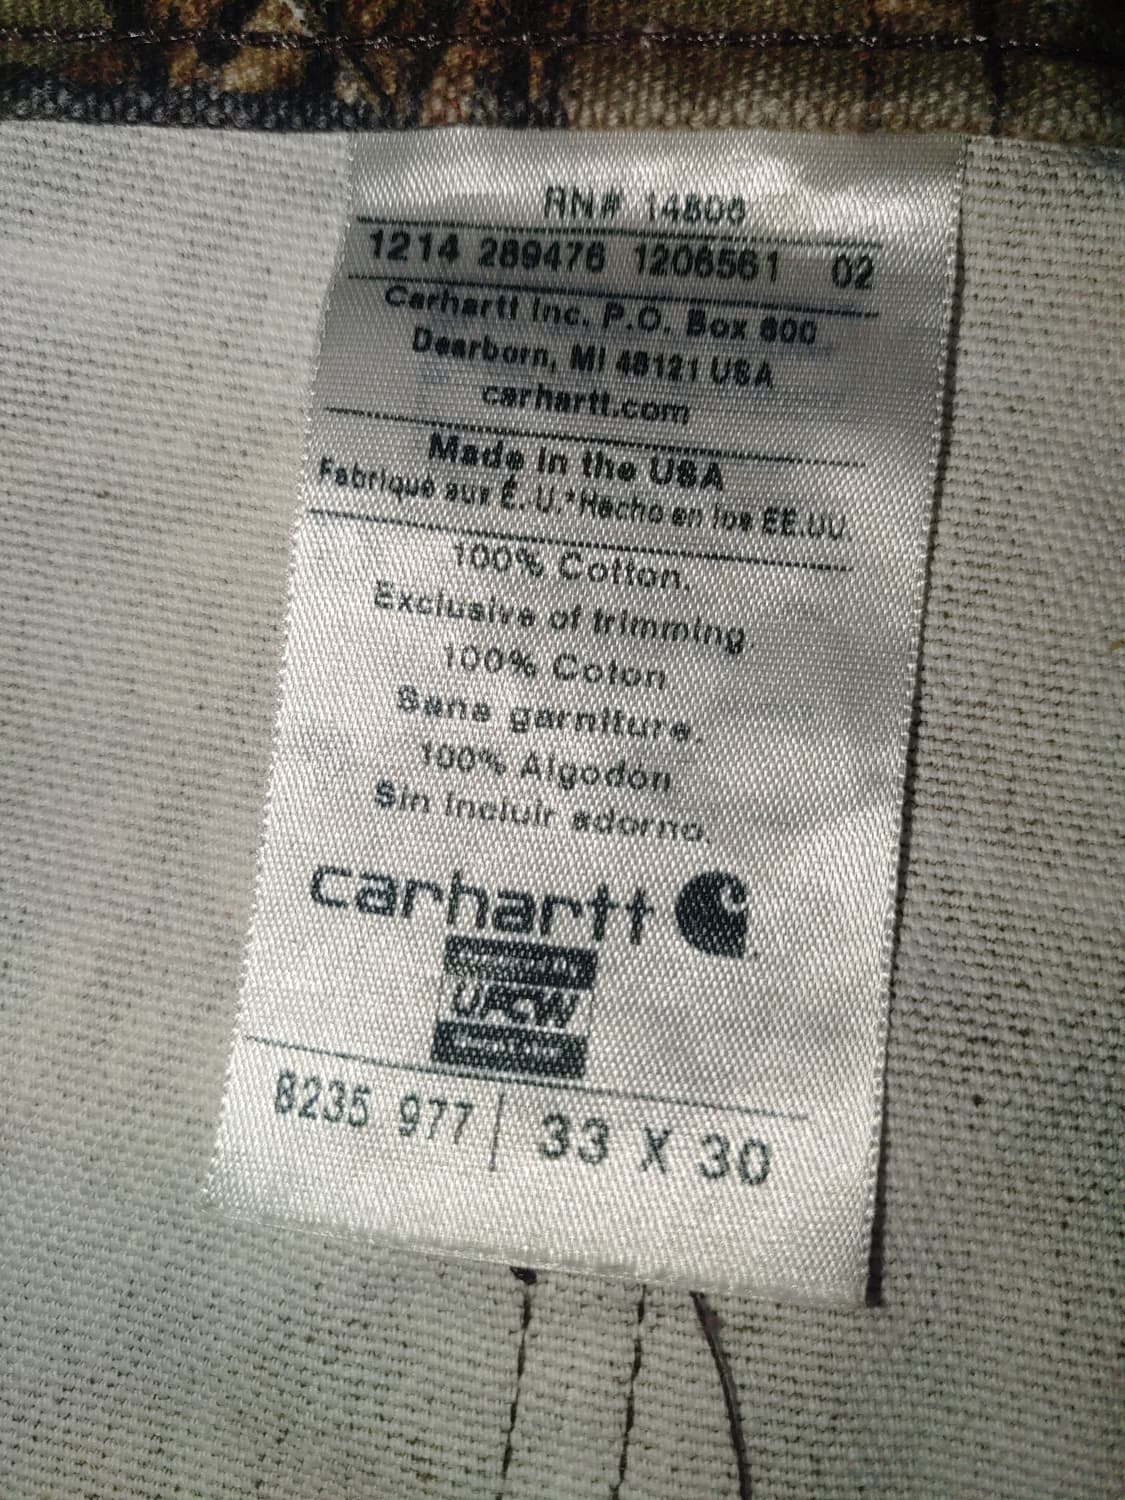 RN# 14806
1214 289476 1206561 02
Carhartt Inc. P.O. Box 600
Dearborn, MI 48121 USA
carhartt.com
Made in the USA
Fabriqué aux É.-U.*Hecho en los EE.UU
100% Cotton.
Exclusive of trimming.
100% Coton
Sans garniture.
100% Algodón
Sin incluir adorno.
carhartt
UFCW
8235 977 | 33 X 30